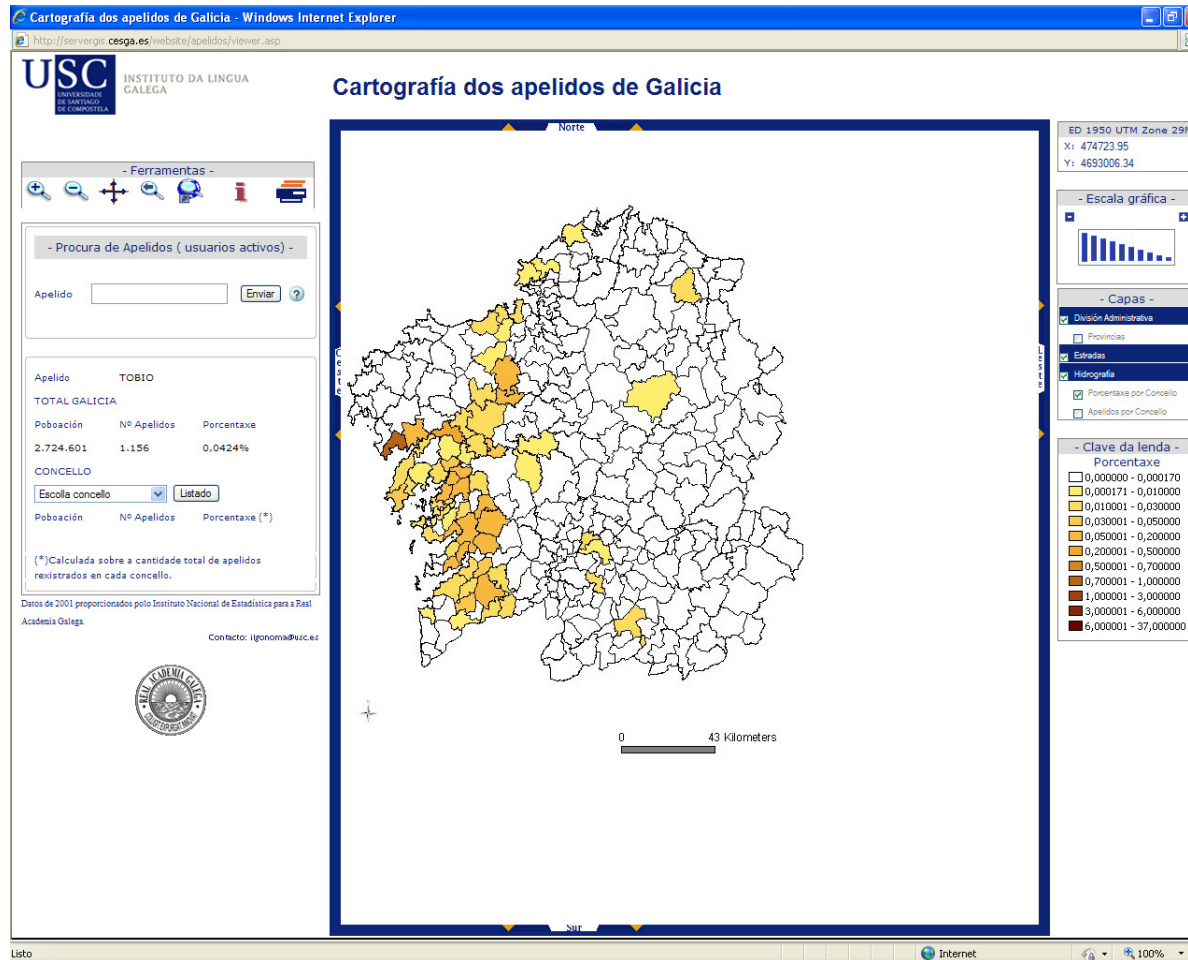 Cartografía dos apelidos de Galicia - Windows Internet Explorer
http://servergis.cesga.es/website/apelidos/viewer.asp
USC
UNIVERSIDADE
DE SANTIAGO
DE COMPOSTELA
INSTITUTO DA LINGUA
GALEGA
Cartografía dos apelidos de Galicia
- Ferramentas -
- Procura de Apelidos ( usuarios activos) -
Apelido
Enviar
?
Apelido TOBIO
TOTAL GALICIA
Poboación Nº Apelidos Porcentaxe
2.724.601 1.156 0,0424%
CONCELLO
Escolla concello
Listado
Poboación Nº Apelidos Porcentaxe (*)
(*)Calculada sobre a cantidade total de apelidos
rexistrados en cada concello.
Datos de 2001 proporcionados polo Instituto Nacional de Estadística para a Real
Academia Galega.
Contacto: ilgonoma@usc.es
REAL ACADEMIA GALEGA
Norte
Oeste
Leste
Sur
0 43 Kilometers
ED 1950 UTM Zone 29N
X: 474723.95
Y: 4693006.34
- Escala gráfica -
- Capas -
División Administrativa
Provincias
Estradas
Hidrografía
Porcentaxe por Concello
Apelidos por Concello
- Clave da lenda -
Porcentaxe
0,000000 - 0,000170
0,000171 - 0,010000
0,010001 - 0,030000
0,030001 - 0,050000
0,050001 - 0,200000
0,200001 - 0,500000
0,500001 - 0,700000
0,700001 - 1,000000
1,000001 - 3,000000
3,000001 - 6,000000
6,000001 - 37,000000
Listo
Internet
100%